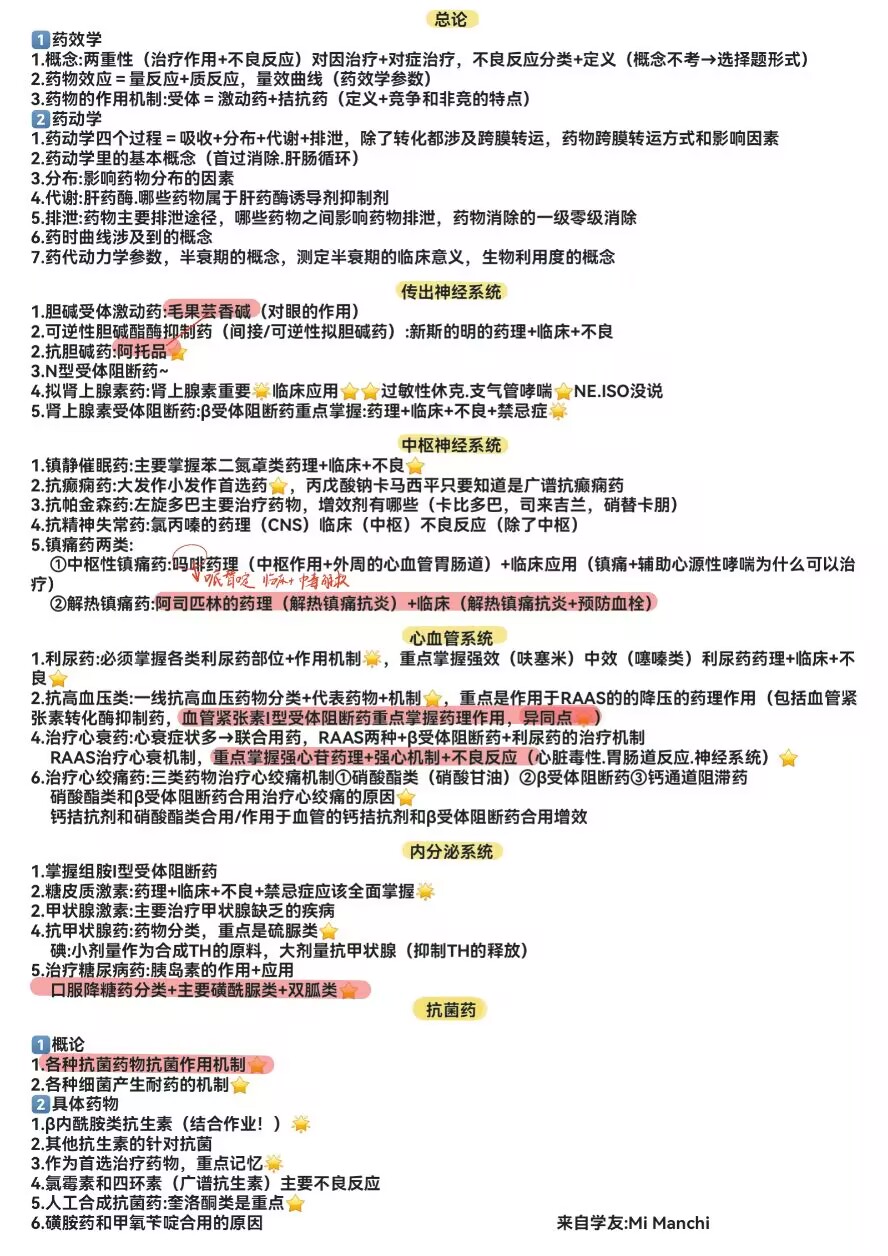 总论
1 药效学
1.概念:两重性（治疗作用+不良反应）对因治疗+对症治疗，不良反应分类+定义（概念不考→选择题形式）
2.药物效应＝量反应+质反应，量效曲线（药效学参数）
3.药物的作用机制:受体＝激动药+拮抗药（定义+竞争和非竞的特点）
2 药动学
1.药动学四个过程＝吸收+分布+代谢+排泄，除了转化都涉及跨膜转运，药物跨膜转运方式和影响因素
2.药动学里的基本概念（首过消除.肝肠循环）
3.分布:影响药物分布的因素
4.代谢:肝药酶.哪些药物属于肝药酶诱导剂抑制剂
5.排泄:药物主要排泄途径，哪些药物之间影响药物排泄，药物消除的一级零级消除
6.药时曲线涉及到的概念
7.药代动力学参数，半衰期的概念，测定半衰期的临床意义，生物利用度的概念
传出神经系统
1.胆碱受体激动药:毛果芸香碱（对眼的作用）
2.可逆性胆碱酯酶抑制药（间接/可逆性拟胆碱药）:新斯的明的药理+临床+不良
2.抗胆碱药:阿托品⭐
3.N型受体阻断药~
4.拟肾上腺素药:肾上腺素重要🌟临床应用⭐⭐过敏性休克.支气管哮喘⭐NE.ISO没说
5.肾上腺素受体阻断药:β受体阻断药重点掌握:药理+临床+不良+禁忌症🌟
中枢神经系统
1.镇静催眠药:主要掌握苯二氮䓬类药理+临床+不良⭐
2.抗癫痫药:大发作小发作首选药⭐，丙戊酸钠卡马西平只要知道是广谱抗癫痫药
3.抗帕金森药:左旋多巴主要治疗药物，增效剂有哪些（卡比多巴，司来吉兰，硝替卡朋）
4.抗精神失常药:氯丙嗪的药理（CNS）临床（中枢）不良反应（除了中枢）
5.镇痛药两类:
①中枢性镇痛药:吗啡药理（中枢作用+外周的心血管胃肠道）+临床应用（镇痛+辅助心源性哮喘为什么可以治
疗）
哌替啶 临床+
②解热镇痛药:阿司匹林的药理（解热镇痛抗炎）+临床（解热镇痛抗炎+预防血栓）
心血管系统
1.利尿药:必须掌握各类利尿药部位+作用机制🌟，重点掌握强效（呋塞米）中效（噻嗪类）利尿药药理+临床+不
良⭐
2.抗高血压类:一线抗高血压药物分类+代表药物+机制⭐，重点是作用于RAAS的的降压的药理作用（包括血管紧
张素转化酶抑制药，血管紧张素I型受体阻断药重点掌握药理作用，异同点🌟）
4.治疗心衰药:心衰症状多→联合用药，RAAS两种+β受体阻断药+利尿药的治疗机制
RAAS治疗心衰机制，重点掌握强心苷药理+强心机制+不良反应（心脏毒性.胃肠道反应.神经系统）⭐
6.治疗心绞痛药:三类药物治疗心绞痛机制①硝酸酯类（硝酸甘油）②β受体阻断药③钙通道阻滞药
硝酸酯类和β受体阻断药合用治疗心绞痛的原因⭐
钙拮抗剂和硝酸酯类合用/作用于血管的钙拮抗剂和β受体阻断药合用增效
内分泌系统
1.掌握组胺I型受体阻断药
2.糖皮质激素:药理+临床+不良+禁忌症应该全面掌握🌟
2.甲状腺激素:主要治疗甲状腺缺乏的疾病
4.抗甲状腺药:药物分类，重点是硫脲类⭐
碘:小剂量作为合成TH的原料，大剂量抗甲状腺（抑制TH的释放）
5.治疗糖尿病药:胰岛素的作用+应用
口服降糖药分类+主要磺酰脲类+双胍类⭐
抗菌药
1 概论
1.各种抗菌药物抗菌作用机制⭐
2.各种细菌产生耐药的机制⭐
2 具体药物
1.β内酰胺类抗生素（结合作业！）🌟
2.其他抗生素的针对抗菌
3.作为首选治疗药物，重点记忆🌟
4.氯霉素和四环素（广谱抗生素）主要不良反应
5.人工合成抗菌药:奎洛酮类是重点⭐
6.磺胺药和甲氧苄啶合用的原因
来自学友:Mi Manchi